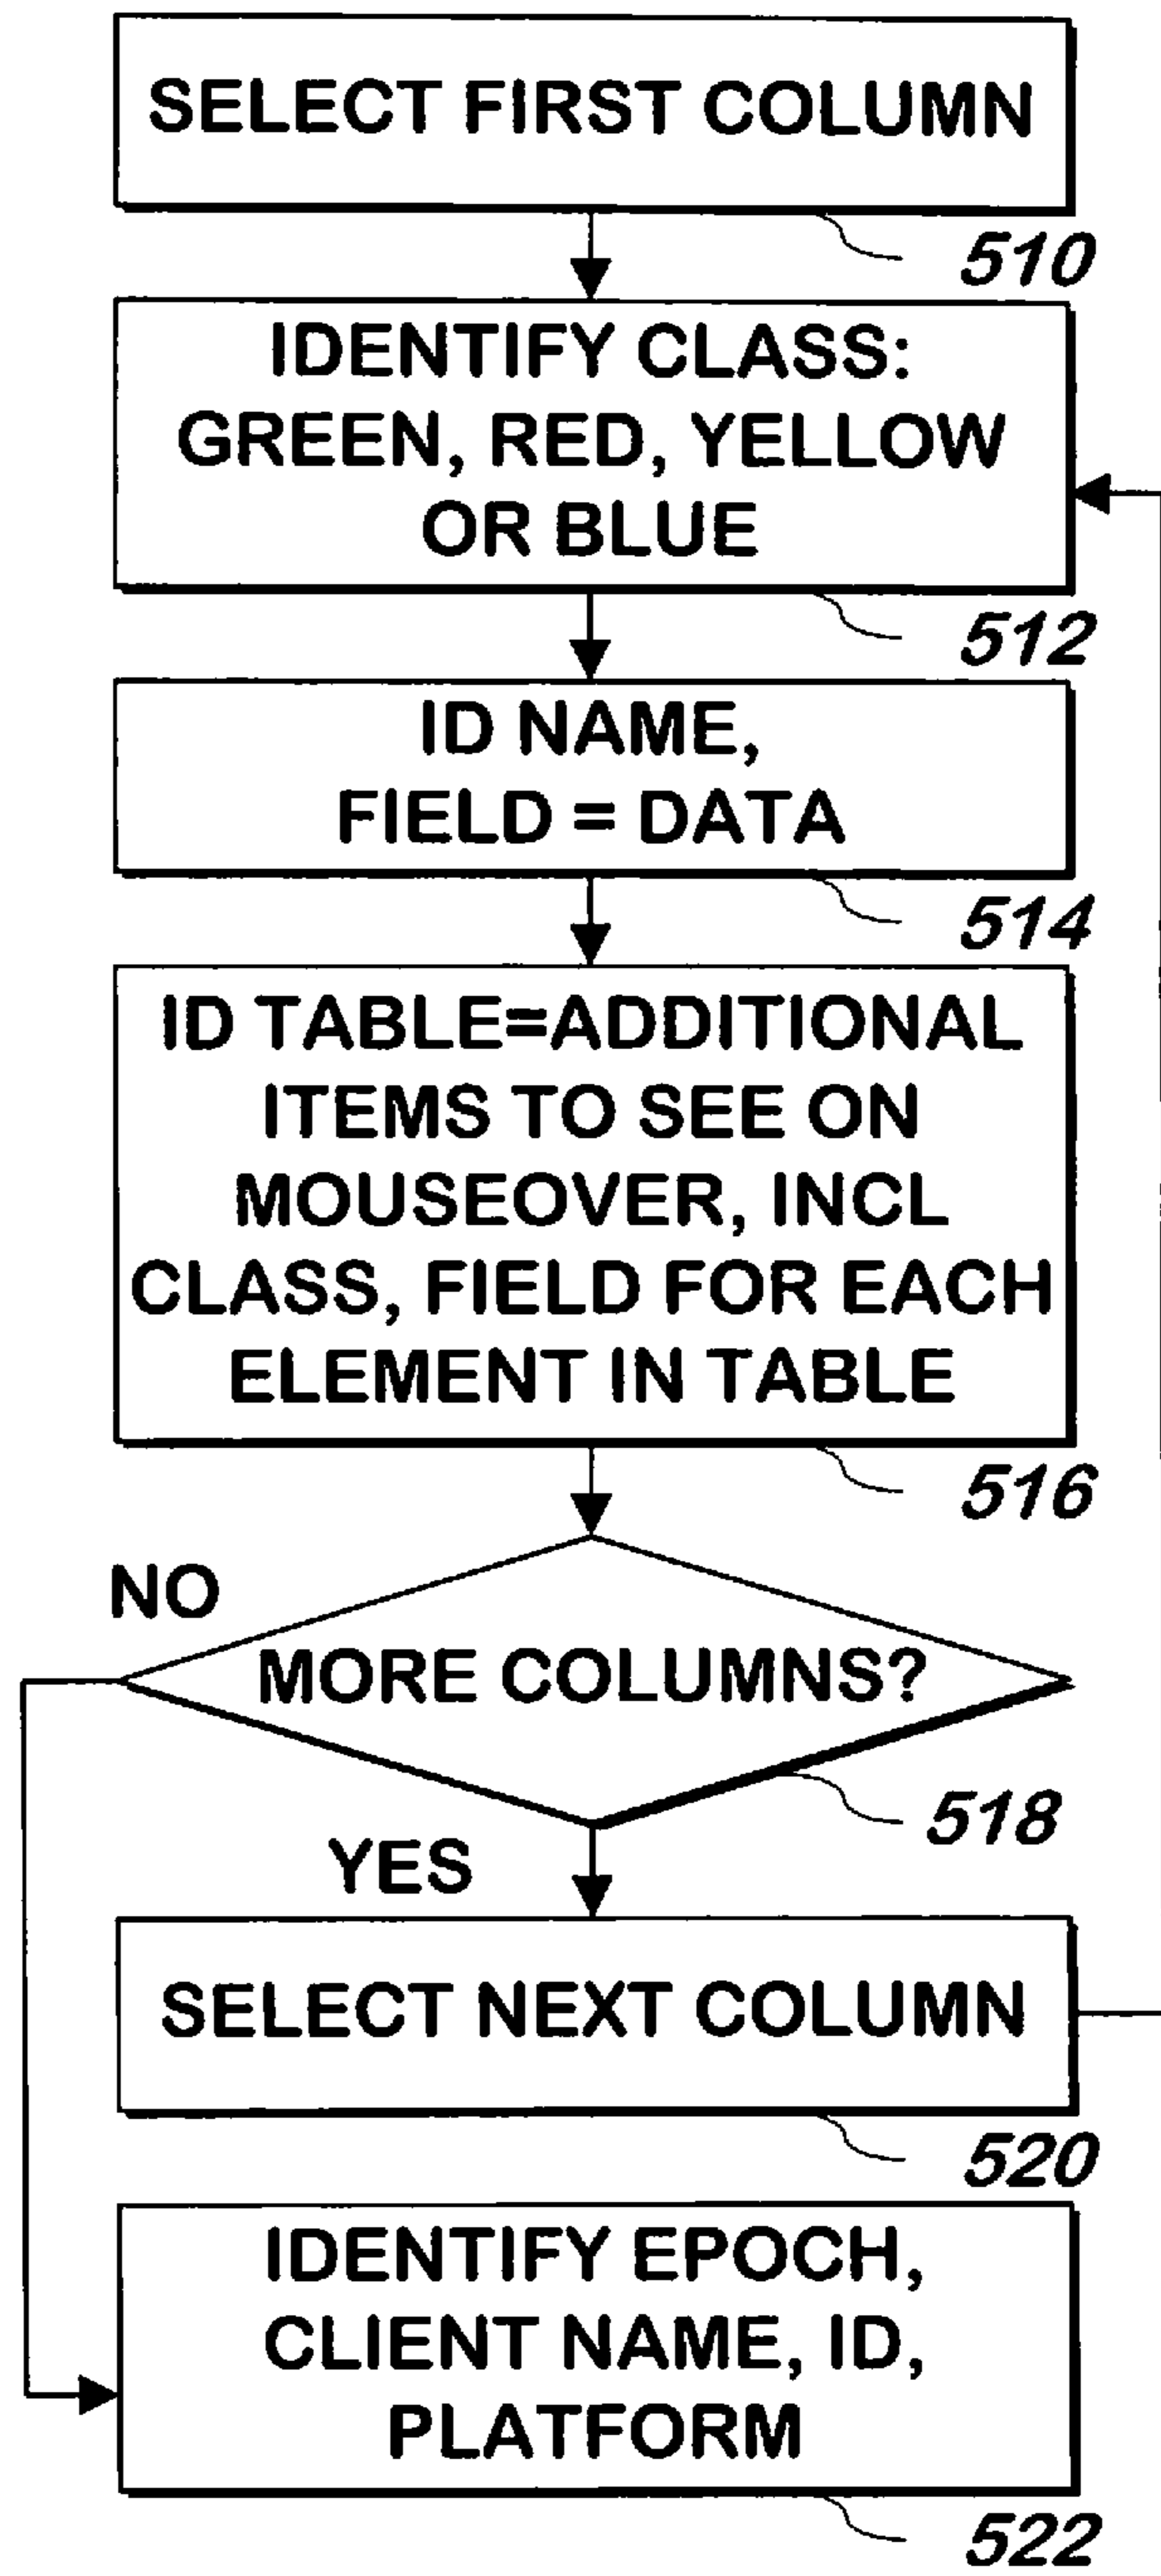 SELECT FIRST COLUMN
510
IDENTIFY CLASS:
GREEN, RED, YELLOW
OR BLUE
512
ID NAME,
FIELD = DATA
514
ID TABLE=ADDITIONAL
ITEMS TO SEE ON
MOUSEOVER, INCL
CLASS, FIELD FOR EACH
ELEMENT IN TABLE
516
NO
MORE COLUMNS?
518
YES
SELECT NEXT COLUMN
520
IDENTIFY EPOCH,
CLIENT NAME, ID,
PLATFORM
522